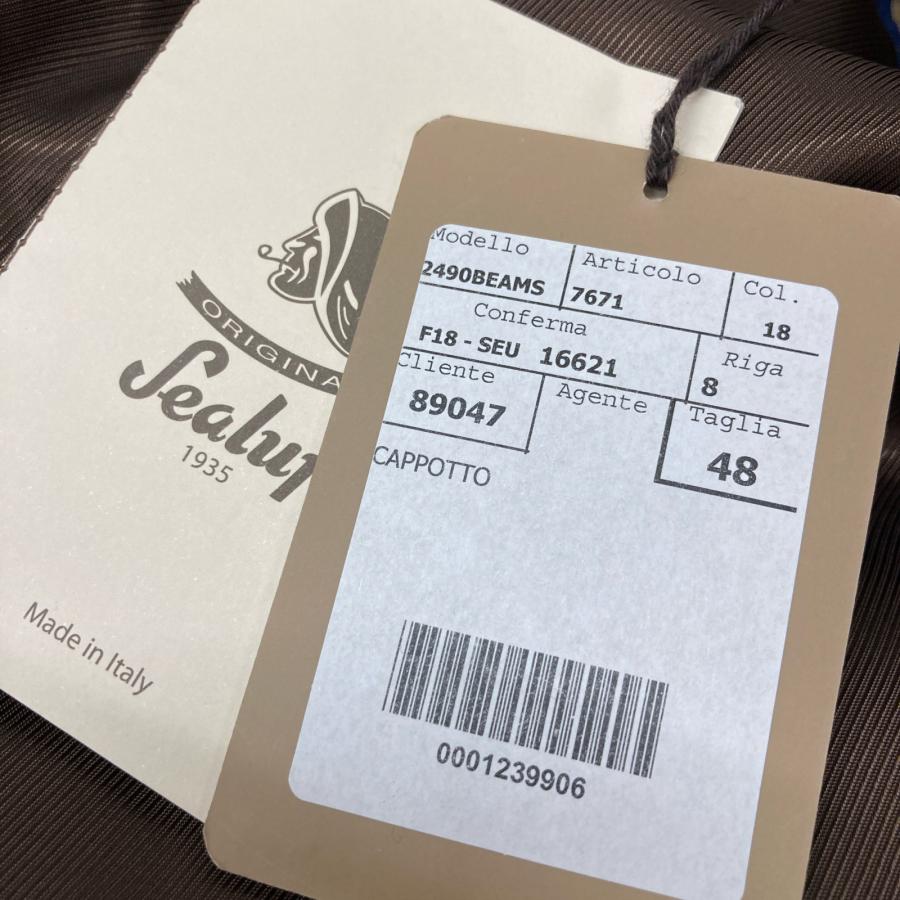 ORIGINA
Sealup
1935
Made in Italy
Modello
Articolo
Col.
2490BEAMS
7671
18
Conferma
Riga
F18 - SEU 16621
8
Cliente
Agente
Taglia
89047
48
CAPPOTTO
0001239906